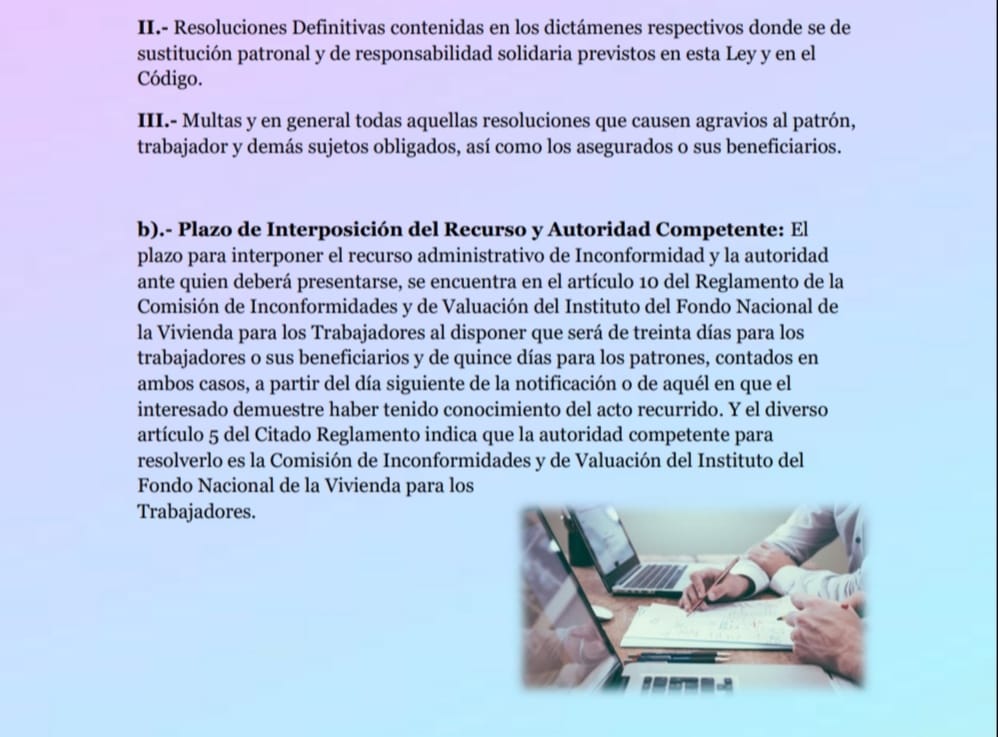 II.- Resoluciones Definitivas contenidas en los dictámenes respectivos donde se de
sustitución patronal y de responsabilidad solidaria previstos en esta Ley y en el
Código.
III.- Multas y en general todas aquellas resoluciones que causen agravios al patrón,
trabajador y demás sujetos obligados, así como los asegurados o sus beneficiarios.
b).- Plazo de Interposición del Recurso y Autoridad Competente: El
plazo para interponer el recurso administrativo de Inconformidad y la autoridad
ante quien deberá presentarse, se encuentra en el artículo 10 del Reglamento de la
Comisión de Inconformidades y de Valuación del Instituto del Fondo Nacional de
la Vivienda para los Trabajadores al disponer que será de treinta días para los
trabajadores o sus beneficiarios y de quince días para los patrones, contados en
ambos casos, a partir del día siguiente de la notificación o de aquél en que el
interesado demuestre haber tenido conocimiento del acto recurrido. Y el diverso
artículo 5 del Citado Reglamento indica que la autoridad competente para
resolverlo es la Comisión de Inconformidades y de Valuación del Instituto del
Fondo Nacional de la Vivienda para los
Trabajadores.